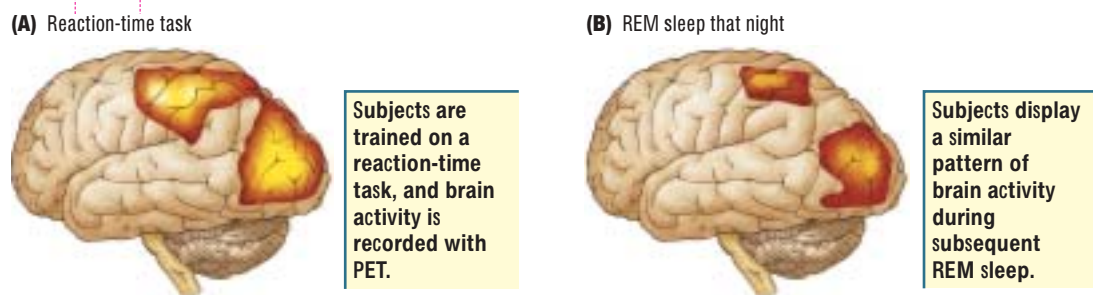 (A) Reaction-time task
Subjects are
trained on a
reaction-time
task, and brain
activity is
recorded with
PET.
(B) REM sleep that night
Subjects display
a similar
pattern of
brain activity
during
subsequent
REM sleep.